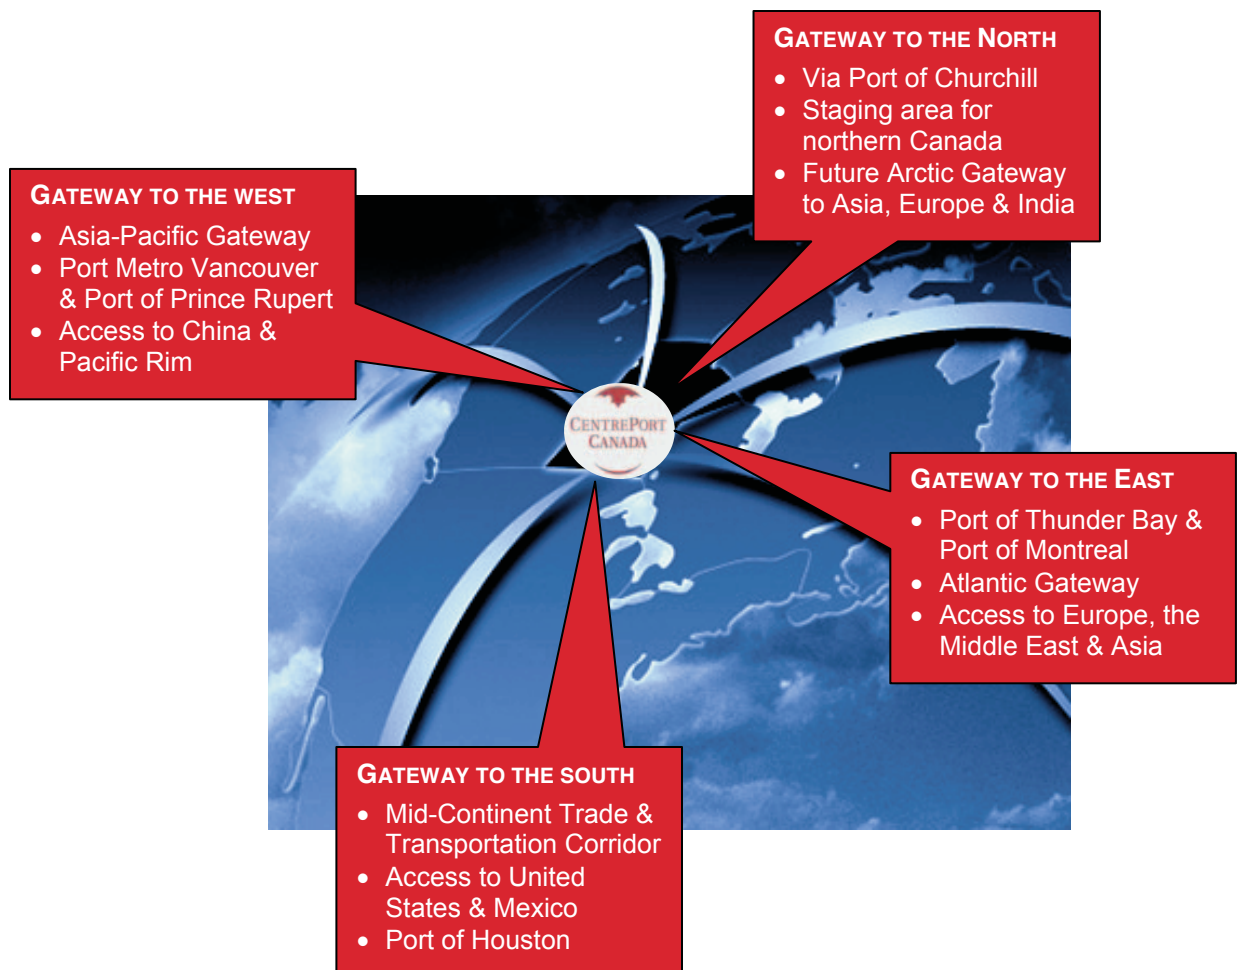 GATEWAY TO THE NORTH
• Via Port of Churchill
• Staging area for
northern Canada
• Future Arctic Gateway
to Asia, Europe & India
GATEWAY TO THE WEST
• Asia-Pacific Gateway
• Port Metro Vancouver
& Port of Prince Rupert
• Access to China &
Pacific Rim
CENTREPORT
CANADA
GATEWAY TO THE EAST
• Port of Thunder Bay &
Port of Montreal
• Atlantic Gateway
• Access to Europe, the
Middle East & Asia
GATEWAY TO THE SOUTH
• Mid-Continent Trade &
Transportation Corridor
• Access to United
States & Mexico
• Port of Houston